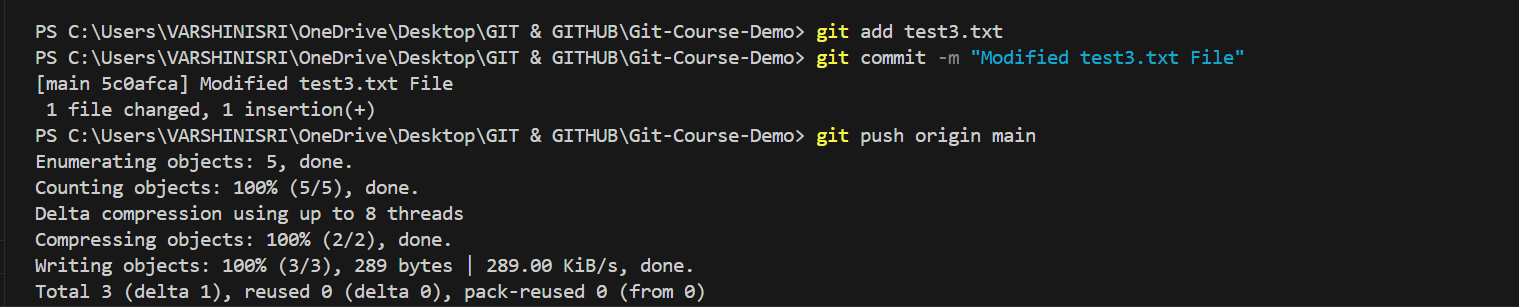 PS C:\Users\VARSHINISRI\OneDrive\Desktop\GIT & GITHUB\Git-Course-Demo> git add test3.txt
PS C:\Users\VARSHINISRI\OneDrive\Desktop\GIT & GITHUB\Git-Course-Demo> git commit -m "Modified test3.txt File"
[main 5c0afca] Modified test3.txt File
 1 file changed, 1 insertion(+)
PS C:\Users\VARSHINISRI\OneDrive\Desktop\GIT & GITHUB\Git-Course-Demo> git push origin main
Enumerating objects: 5, done.
Counting objects: 100% (5/5), done.
Delta compression using up to 8 threads
Compressing objects: 100% (2/2), done.
Writing objects: 100% (3/3), 289 bytes | 289.00 KiB/s, done.
Total 3 (delta 1), reused 0 (delta 0), pack-reused 0 (from 0)